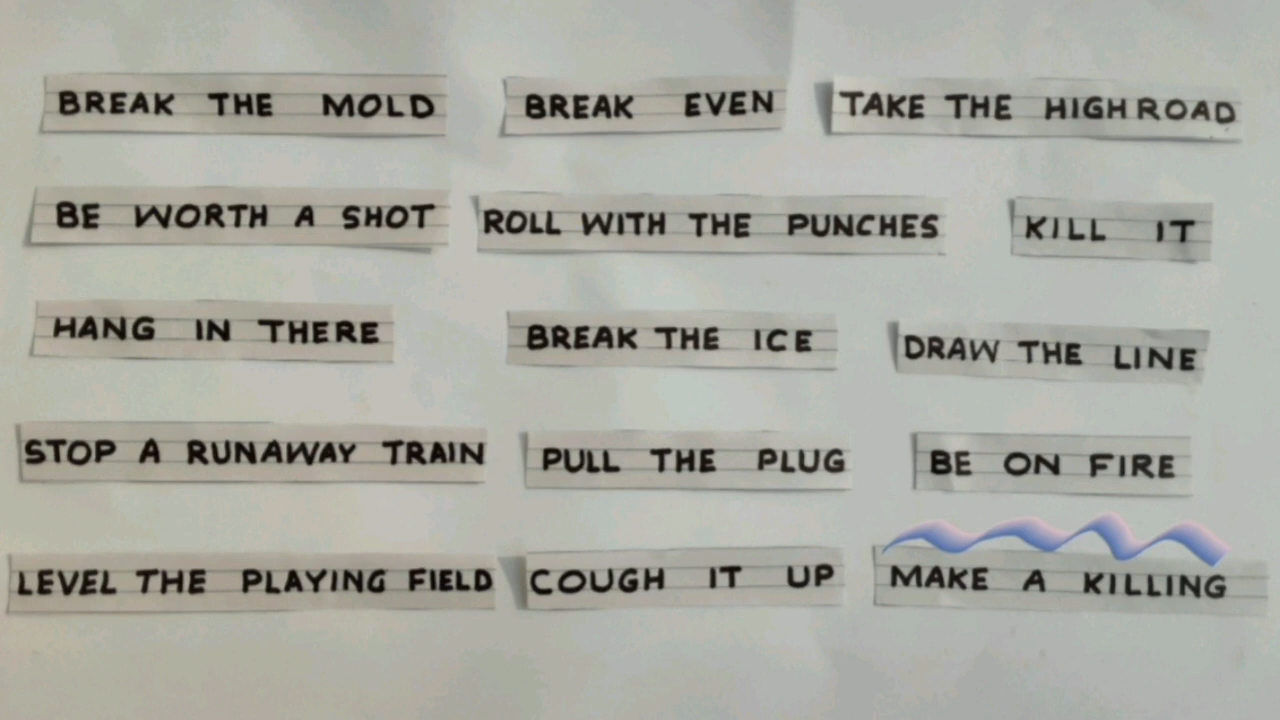 BREAK THE MOLD BREAK EVEN TAKE THE HIGH ROAD
BE WORTH A SHOT ROLL WITH THE PUNCHES KILL IT
HANG IN THERE BREAK THE ICE DRAW THE LINE
STOP A RUNAWAY TRAIN PULL THE PLUG BE ON FIRE
LEVEL THE PLAYING FIELD COUGH IT UP MAKE A KILLING